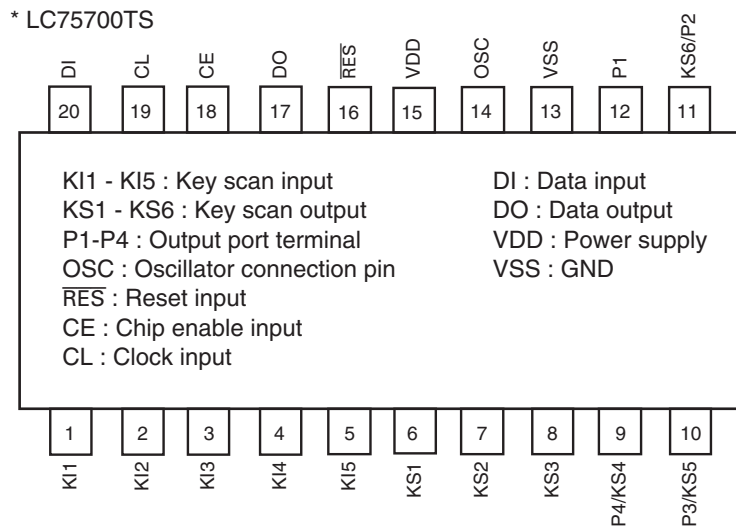 * LC75700TS
DI
CL
CE
DO
RES
VDD
OSC
VSS
P1
KS6/P2
20
19
18
17
16
15
14
13
12
11
KI1 - KI5 : Key scan input
KS1 - KS6 : Key scan output
P1-P4 : Output port terminal
OSC : Oscillator connection pin
RES : Reset input
CE : Chip enable input
CL : Clock input
DI : Data input
DO : Data output
VDD : Power supply
VSS : GND
1
2
3
4
5
6
7
8
9
10
KI1
KI2
KI3
KI4
KI5
KS1
KS2
KS3
P4/KS4
P3/KS5